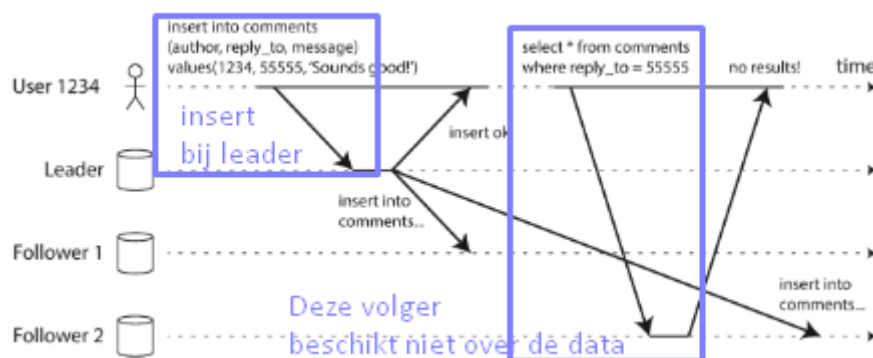 insert into comments
(author, reply_to, message)
values(1234, 55555, ‘Sounds good!’)
select * from comments
where reply_to = 55555
no results!
time
User 1234
insert
bij leader
insert ok
Leader
insert into
comments...
Follower 1
insert into
comments...
Deze volger
beschikt niet over de data
Follower 2